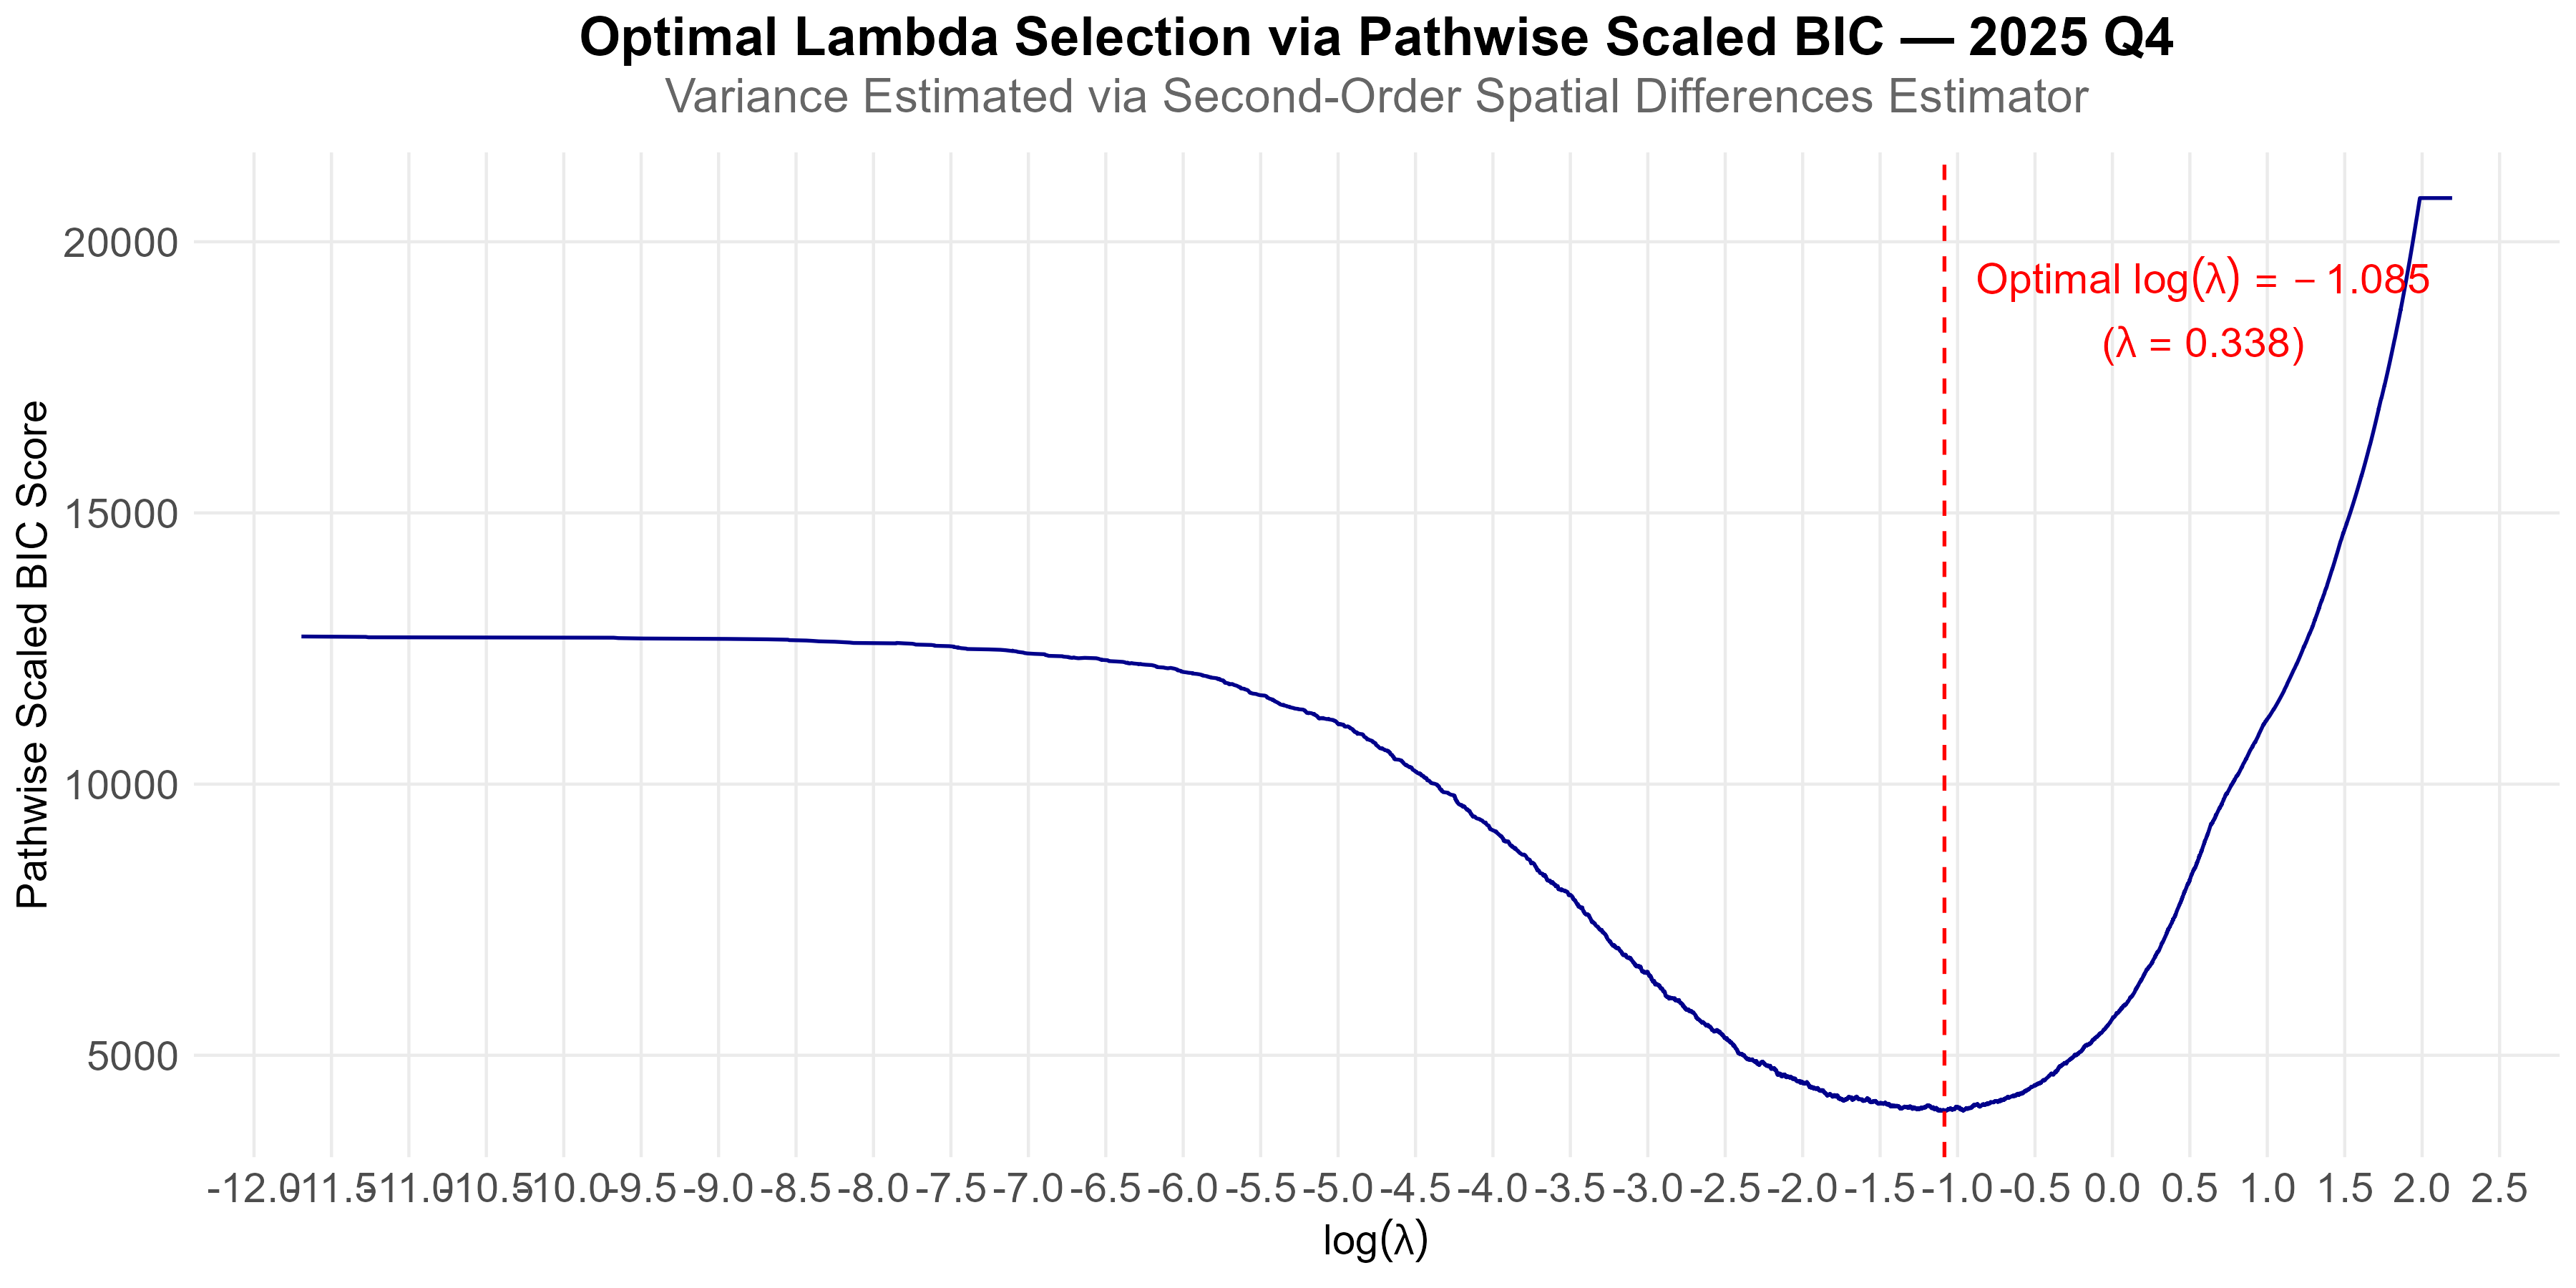 Optimal Lambda Selection via Pathwise Scaled BIC — 2025 Q4
Variance Estimated via Second-Order Spatial Differences Estimator
Pathwise Scaled BIC Score
20000
15000
10000
5000
Optimal log(λ) = − 1.085
(λ = 0.338)
-12.0 -11.5 -11.0 -10.5 -10.0 -9.5 -9.0 -8.5 -8.0 -7.5 -7.0 -6.5 -6.0 -5.5 -5.0 -4.5 -4.0 -3.5 -3.0 -2.5 -2.0 -1.5 -1.0 -0.5 0.0 0.5 1.0 1.5 2.0 2.5
log(λ)